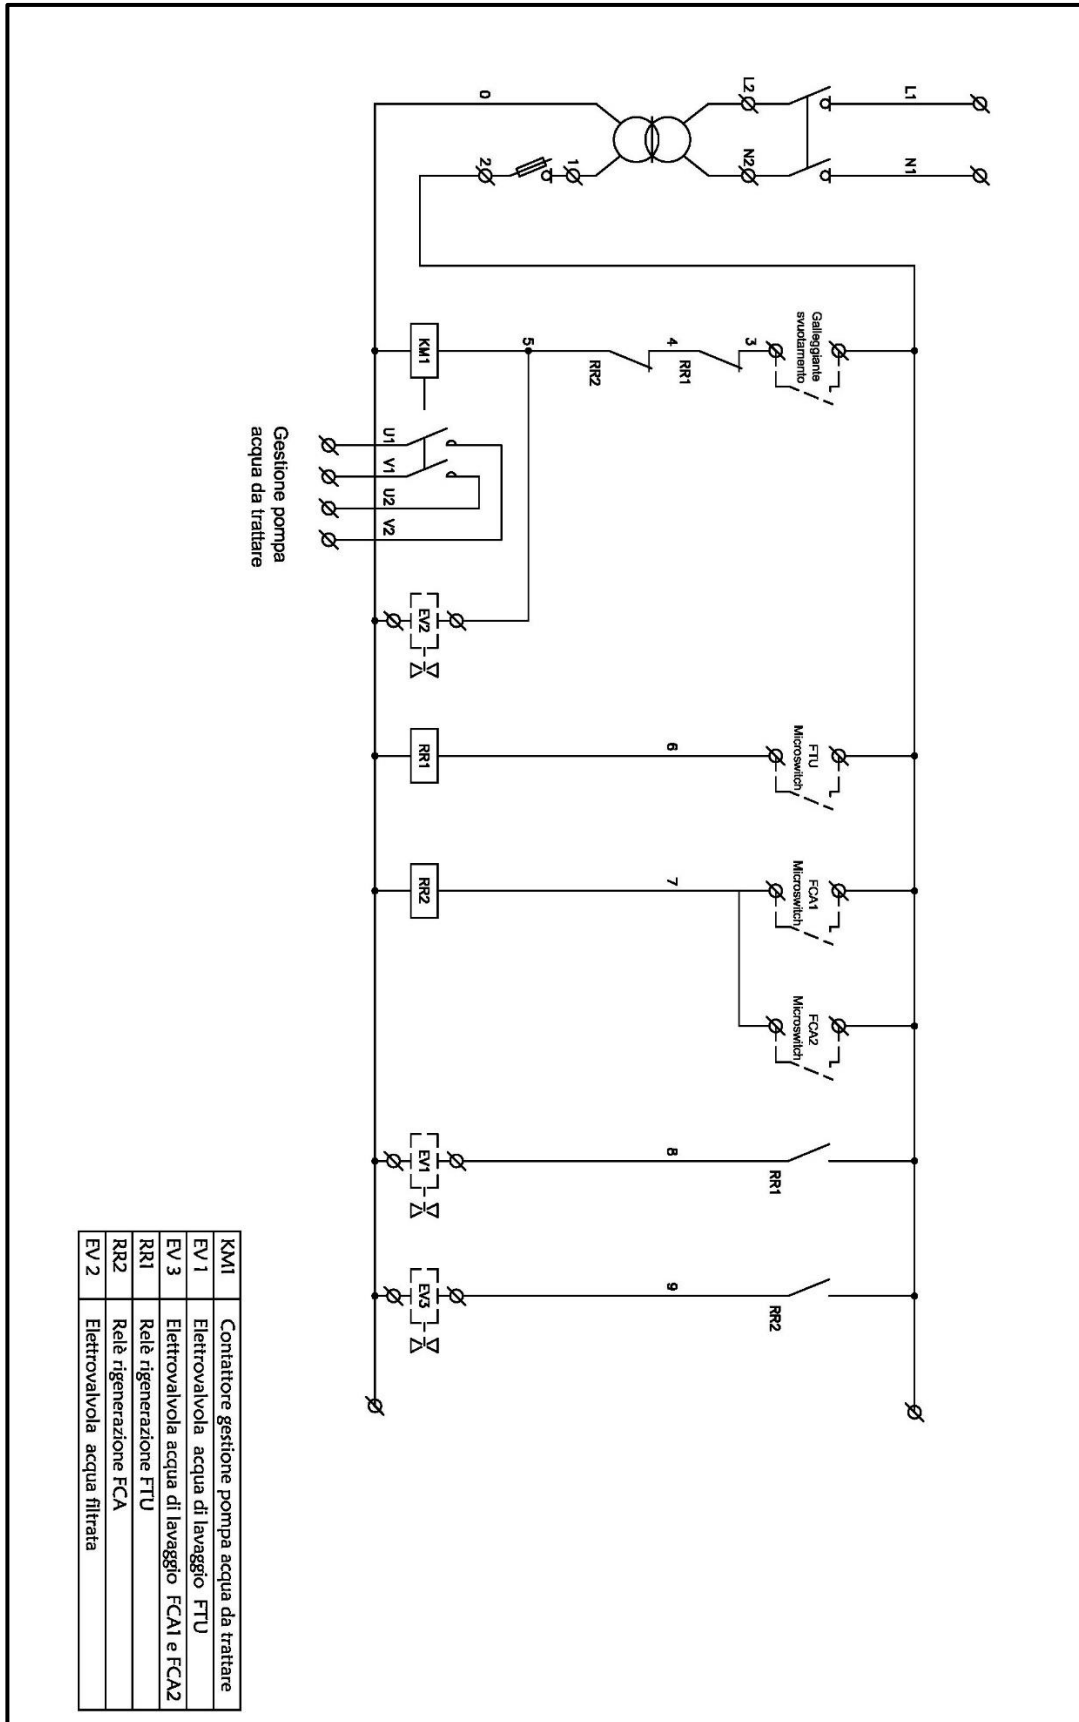 L1
N1
L2
N2
0
1
2
Galleggiante
svuotamento
3
RR1
4
RR2
5
KM1
U1
V1
U2
V2
Gestione pompa
acqua da trattare
EV2
FTU
Microswitch
6
RR1
FCA1
Microswitch
7
RR2
FCA2
Microswitch
RR1
8
EV1
RR2
9
EV3
KM1 Contattore gestione pompa acqua da trattare
EV 1 Elettrovalvola acqua di lavaggio FTU
EV 3 Elettrovalvola acqua di lavaggio FCA1 e FCA2
RR1 Relè rigenerazione FTU
RR2 Relè rigenerazione FCA
EV 2 Elettrovalvola acqua filtrata